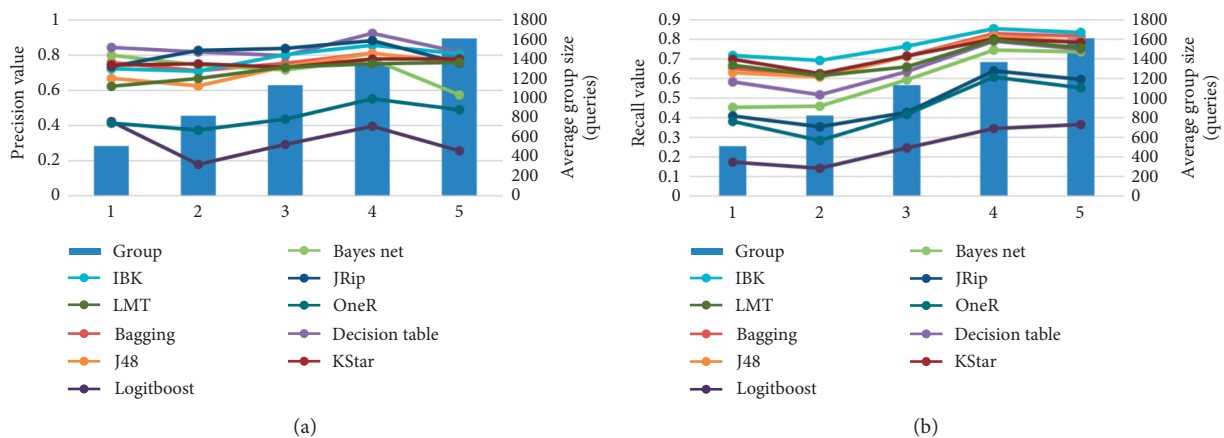 Precision value
1
0.8
0.6
0.4
0.2
0
1800
1600
1400
1200
1000
800
600
400
200
0
Average group size
(queries)
1 2 3 4 5
Group
IBK
LMT
Bagging
J48
Logitboost
Bayes net
JRip
OneR
Decision table
KStar
(a)
Recall value
0.9
0.8
0.7
0.6
0.5
0.4
0.3
0.2
0.1
0
1800
1600
1400
1200
1000
800
600
400
200
0
Average group size
(queries)
1 2 3 4 5
Group
IBK
LMT
Bagging
J48
Logitboost
Bayes net
JRip
OneR
Decision table
KStar
(b)